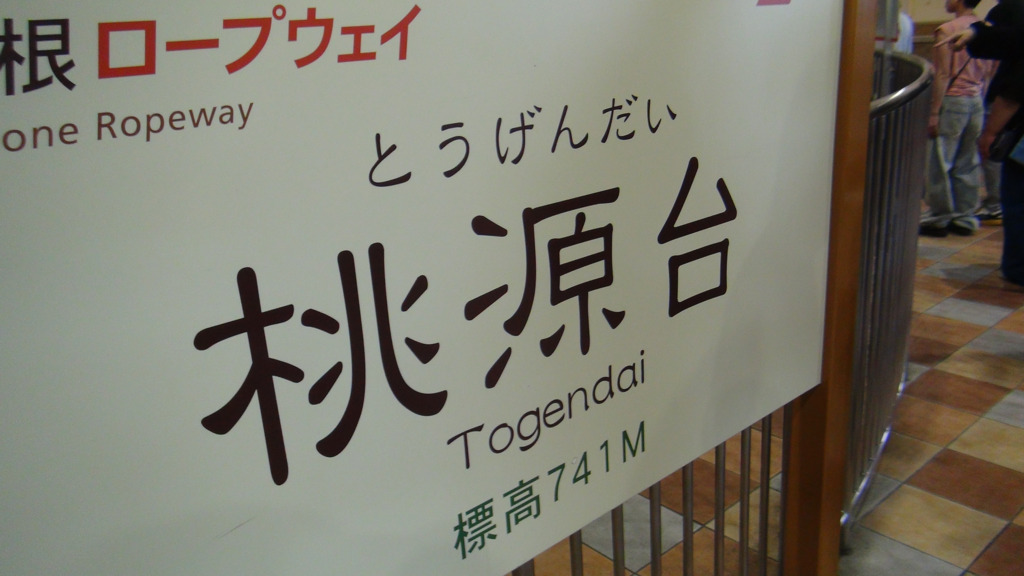 根 ロープウェイ
one Ropeway
とうげんだい
桃源台
Togendai
標高741M